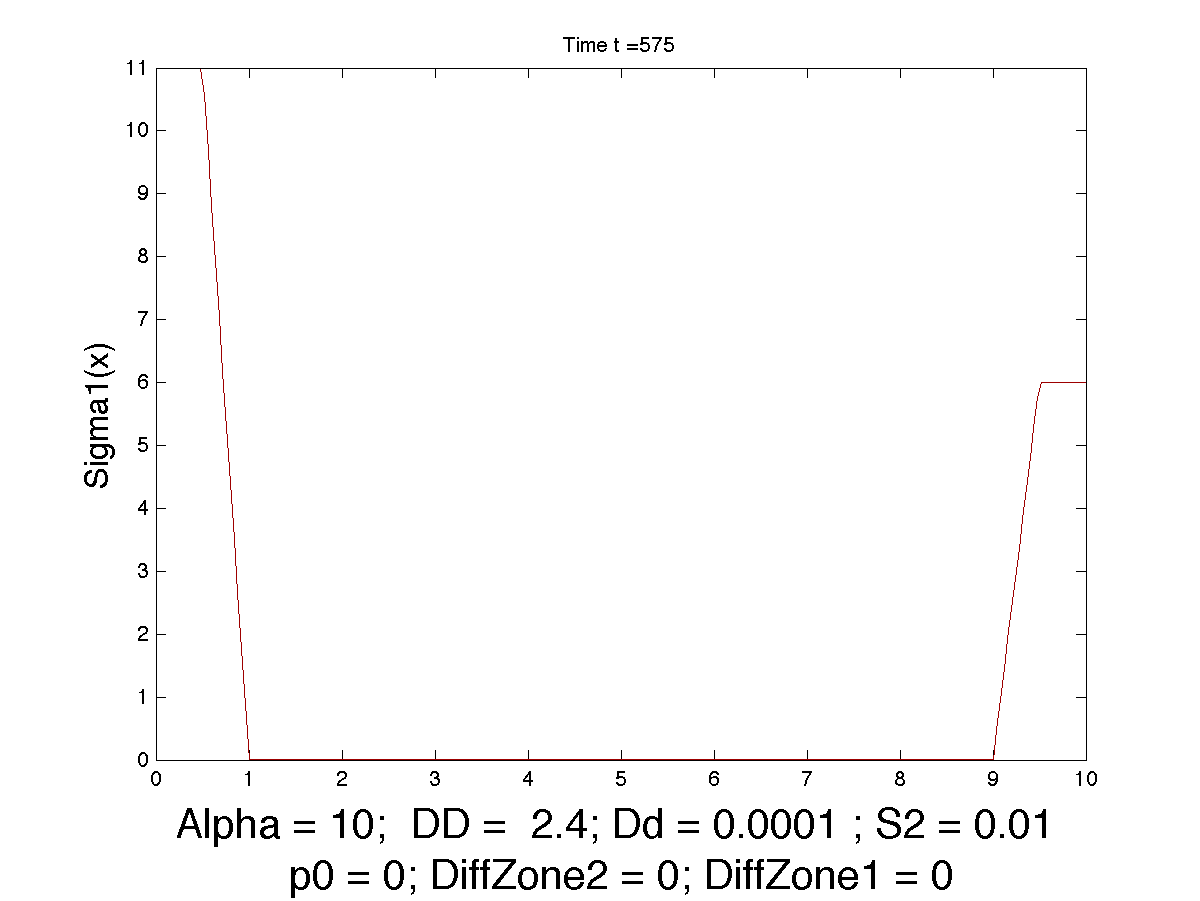 Time t =575
11
10
9
8
7
6
5
4
3
2
1
0
Sigma1(x)
0 1 2 3 4 5 6 7 8 9 10
Alpha = 10;  DD =  2.4; Dd = 0.0001 ; S2 = 0.01
p0 = 0; DiffZone2 = 0; DiffZone1 = 0